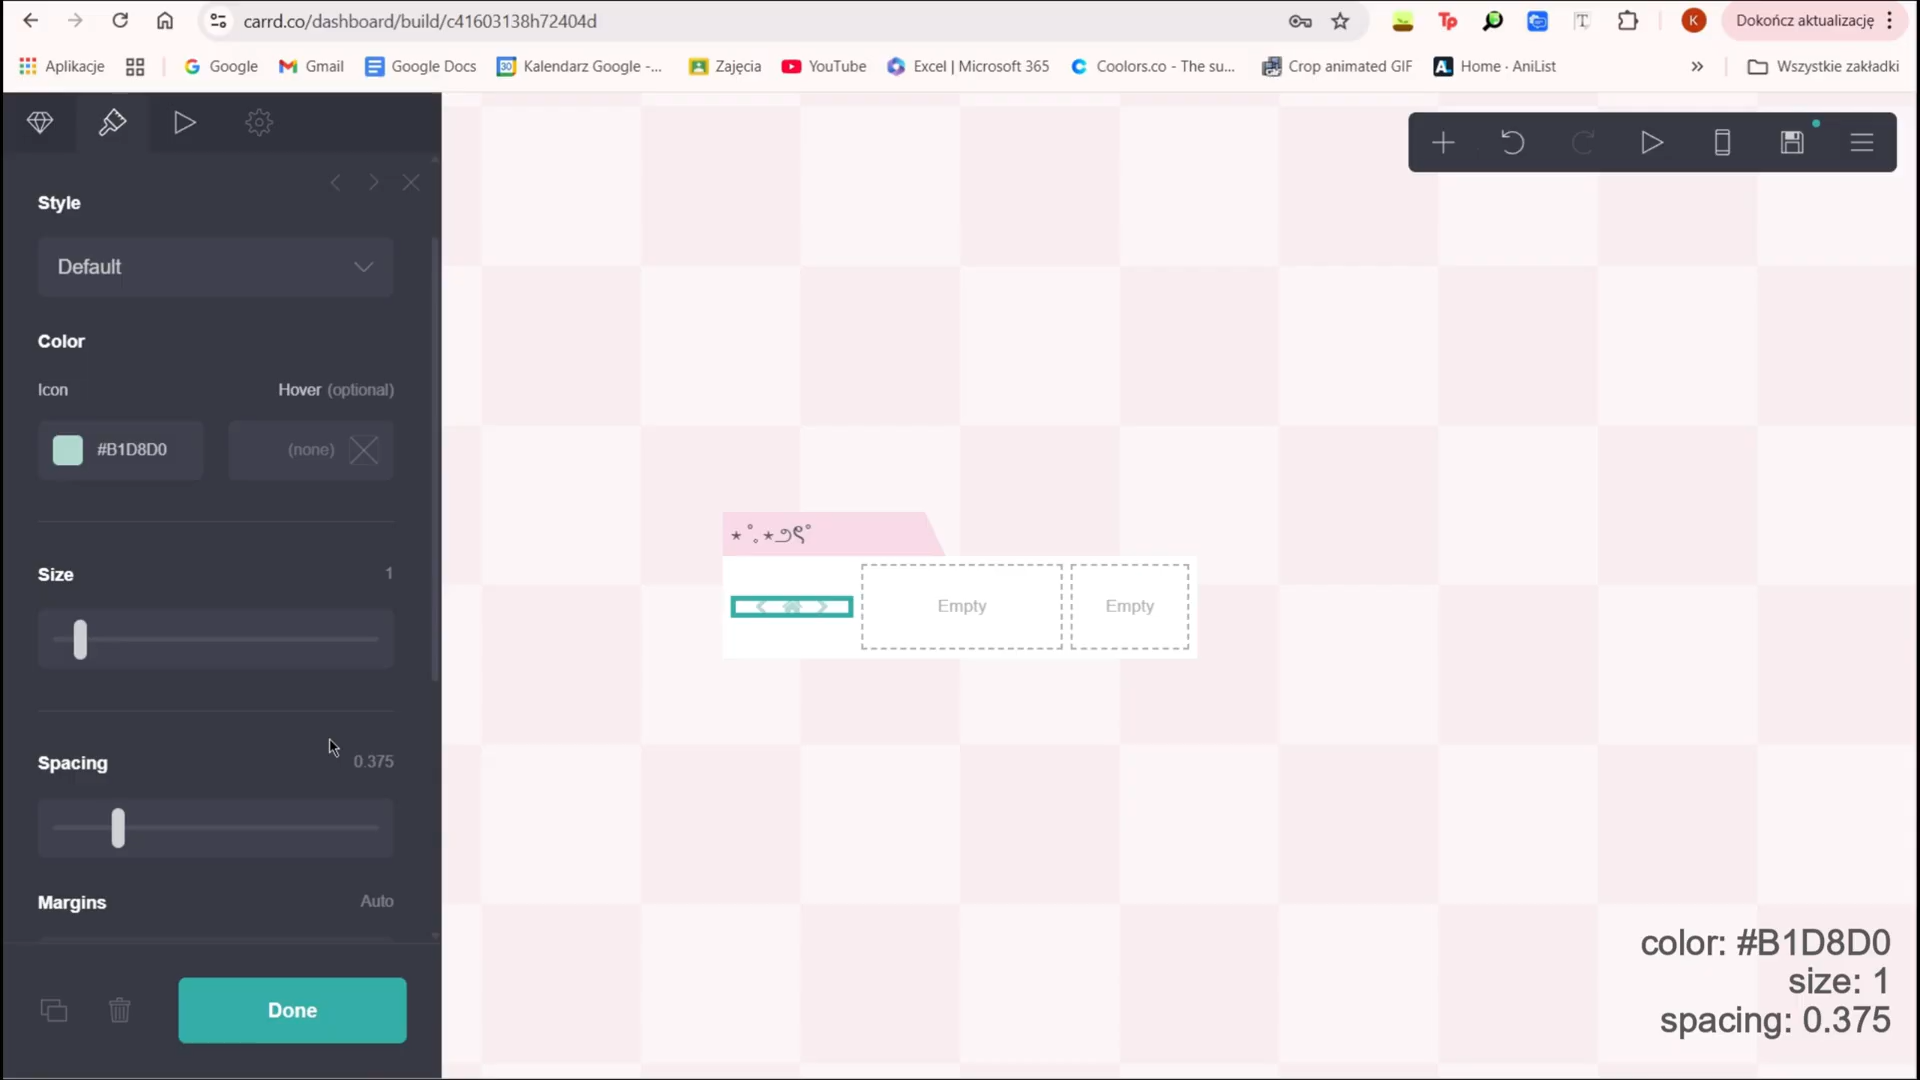 carrd.co/dashboard/build/c41603138h72404d
K
Dokończ aktualizację
Aplikacje
Google
Gmail
Google Docs
Kalendarz Google -...
Zajęcia
YouTube
Excel | Microsoft 365
Coolors.co - The su...
Crop animated GIF
Home · AniList
Wszystkie zakładki
Style
Default
Color
Icon
Hover (optional)
#B1D8D0
(none)
Size
1
Spacing
0.375
Margins
Auto
Done
Empty
Empty
color: #B1D8D0
size: 1
spacing: 0.375